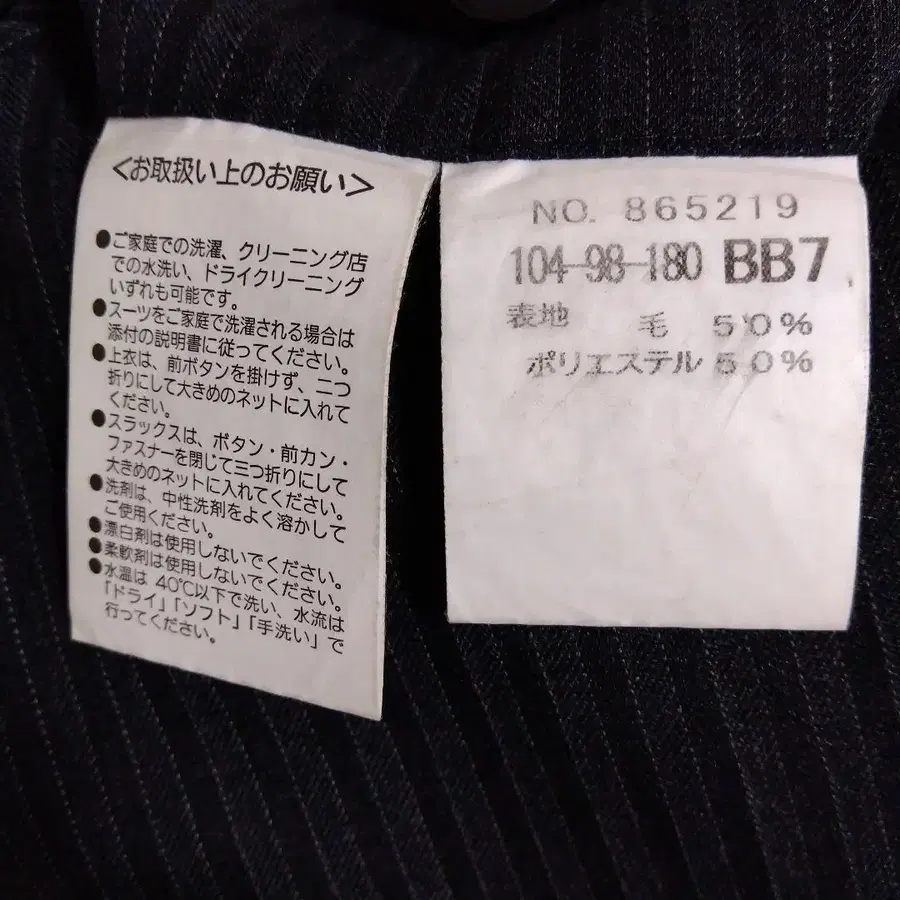 <お取扱い上のお願い>
●ご家庭での洗濯、クリーニング店
での水洗い、ドライクリーニング
いずれも可能です。
●スーツをご家庭で洗濯される場合は
添付の説明書に従ってください。
●上衣は、前ボタンを掛けず、二つ
折りにして大きめのネットに入れて
ください。
●スラックスは、ボタン・前カン・
ファスナーを閉じて三つ折りにして
大きめのネットに入れてください。
●洗剤は、中性洗剤をよく溶かして
ご使用ください。
●漂白剤は使用しないでください。
●柔軟剤は使用しないでください。
●水温は 40℃以下で洗い、水流は
「ドライ」「ソフト」「手洗い」で
行ってください。
NO. 865219
104-98-180 BB7
表地 毛 50%
ポリエステル 50%